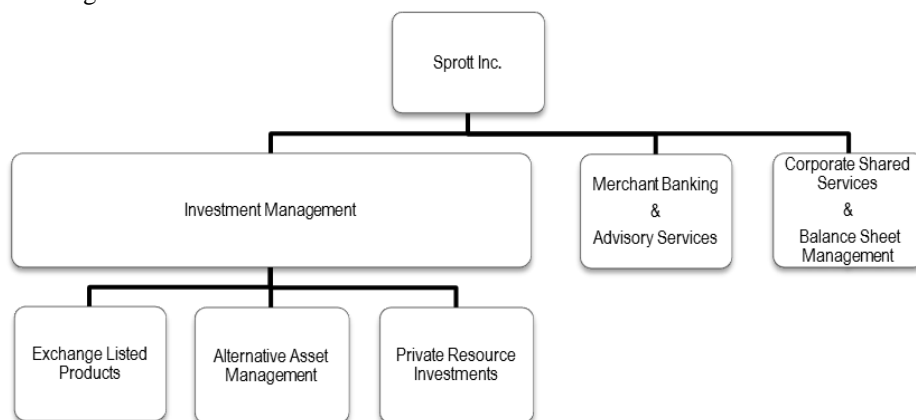 Sprott Inc.
Investment Management
Merchant Banking
&
Advisory Services
Corporate Shared
Services
&
Balance Sheet
Management
Exchange Listed
Products
Alternative Asset
Management
Private Resource
Investments